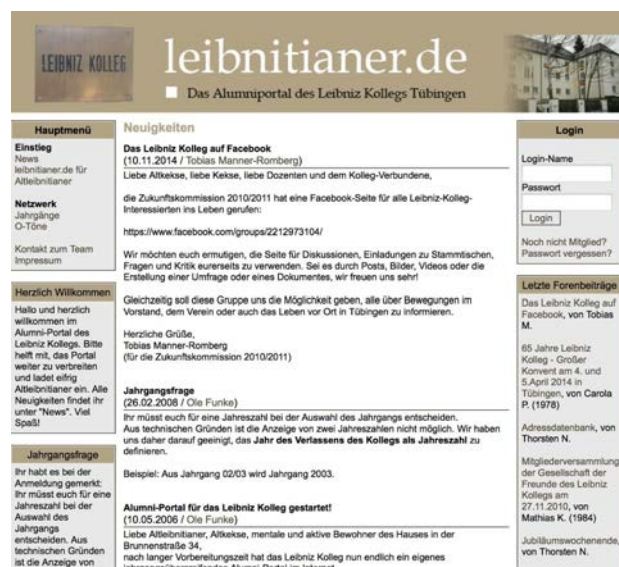 LEIBNIZ KOLLEG
leibnitianer.de
Das Alumniportal des Leibniz Kollegs Tübingen
Hauptmenü
Einstieg
News
leibnitianer.de für
Altleibnitianer
Netzwerk
Jahrgänge
O-Töne
Kontakt zum Team
Impressum
Herzlich Willkommen
Hallo und herzlich
willkommen im
Alumni-Portal des
Leibniz Kollegs. Bitte
helft mit, das Portal
weiter zu verbreiten
und ladet eifrig
Altleibnitianer ein. Alle
Neuigkeiten findet ihr
unter "News". Viel
Spaß!
Jahrgangsfrage
Ihr habt es bei der
Anmeldung gemerkt:
Ihr müsst euch für eine
Jahreszahl bei der
Auswahl des
Jahrgangs
entscheiden. Aus
technischen Gründen
ist die Anzeige von
Neuigkeiten
Das Leibniz Kolleg auf Facebook
(10.11.2014 / Tobias Manner-Romberg)
Liebe Altkekse, liebe Kekse, liebe Dozenten und dem Kolleg-Verbundene,
die Zukunftskommission 2010/2011 hat eine Facebook-Seite für alle Leibniz-Kolleg-
Interessierten ins Leben gerufen:
https://www.facebook.com/groups/2212973104/
Wir möchten euch ermutigen, die Seite für Diskussionen, Einladungen zu Stammtischen,
Fragen und Kritik eurerseits zu verwenden. Sei es durch Posts, Bilder, Videos oder die
Erstellung einer Umfrage oder eines Dokumentes, wir freuen uns sehr!
Gleichzeitig soll diese Gruppe uns die Möglichkeit geben, alle über Bewegungen im
Vorstand, dem Verein oder auch das Leben vor Ort in Tübingen zu informieren.
Herzliche Grüße,
Tobias Manner-Romberg
(für die Zukunftskommission 2010/2011)
Jahrgangsfrage
(26.02.2008 / Ole Funke)
Ihr müsst euch für eine Jahreszahl bei der Auswahl des Jahrgangs entscheiden.
Aus technischen Gründen ist die Anzeige von zwei Jahreszahlen nicht möglich. Wir haben
uns daher darauf geeinigt, das Jahr des Verlassens des Kollegs als Jahreszahl zu
definieren.
Beispiel: Aus Jahrgang 02/03 wird Jahrgang 2003.
Alumni-Portal für das Leibniz Kolleg gestartet!
(10.05.2006 / Ole Funke)
Liebe Altleibnitianer, Altkekse, mentale und aktive Bewohner des Hauses in der
Brunnenstraße 34,
nach langer Vorbereitungszeit hat das Leibniz Kolleg nun endlich ein eigenes
Login
Login-Name
Passwort
Login
Noch nicht Mitglied?
Passwort vergessen?
Letzte Forenbeiträge
Das Leibniz Kolleg auf
Facebook, von Tobias
M.
65 Jahre Leibniz
Kolleg - Großer
Konvent am 4. und
5.April 2014 in
Tübingen, von Carola
P. (1978)
Adressdatenbank, von
Thorsten N.
Mitgliederversammlung
der Gesellschaft der
Freunde des Leibniz
Kollegs am
27.11.2010, von
Mathias K. (1984)
Jubiläumswochenende,
von Thorsten N.